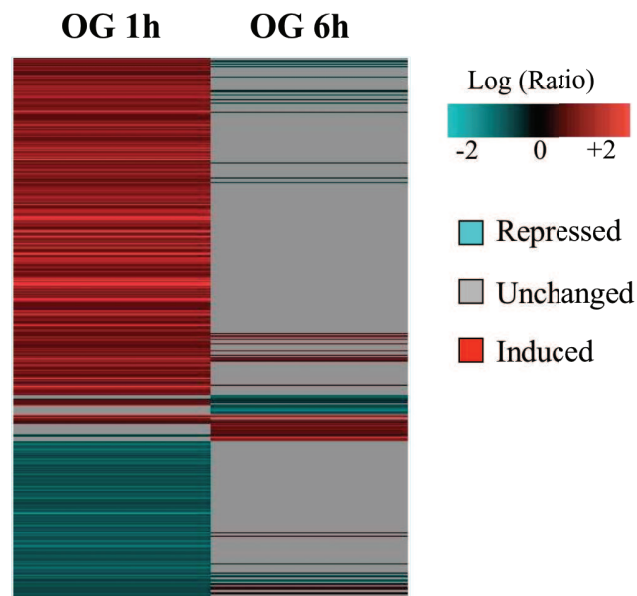 OG 1h OG 6h
Log (Ratio)
-2 0 +2
Repressed
Unchanged
Induced